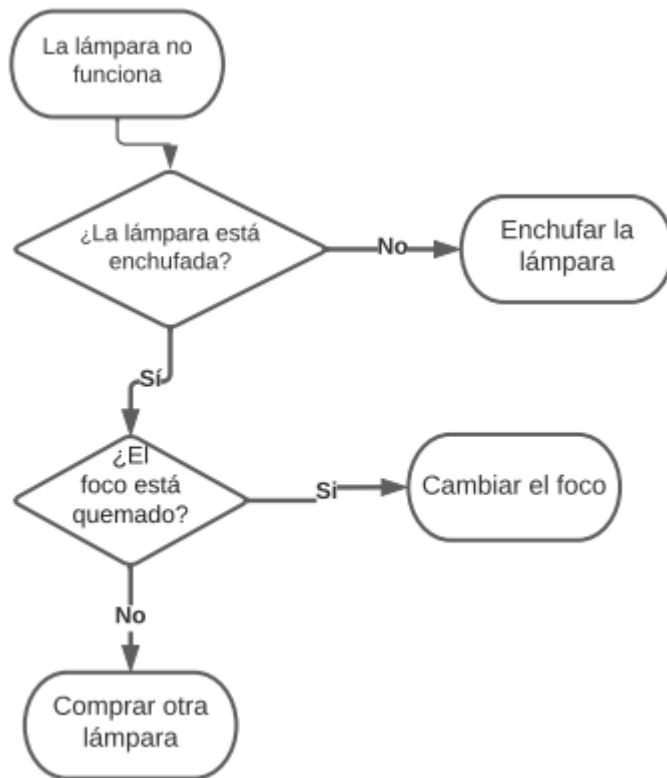 La lámpara no
funciona
¿La lámpara está
enchufada?
No
Enchufar la
lámpara
Sí
¿El
foco está
quemado?
Si
Cambiar el foco
No
Comprar otra
lámpara